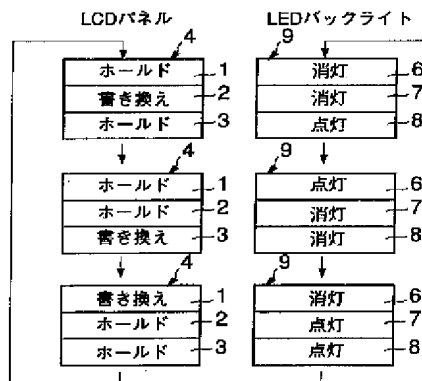 LCDパネル LEDバックライト
4 9
ホールド 1 消灯 6
書き換え 2 消灯 7
ホールド 3 点灯 8
4 9
ホールド 1 点灯 6
ホールド 2 消灯 7
書き換え 3 消灯 8
4 9
書き換え 1 消灯 6
ホールド 2 点灯 7
ホールド 3 点灯 8